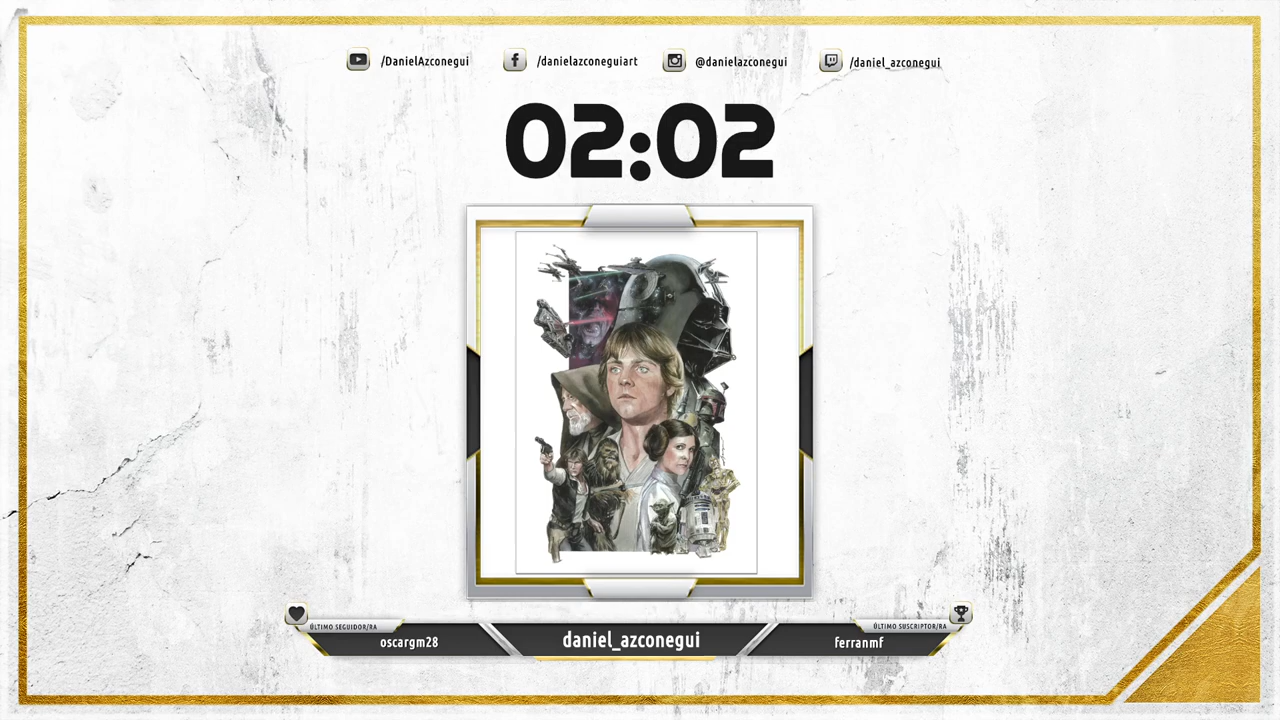 /DanielAzconegui
/danielazconeguiart
@danielazconegui
/daniel_azconegui
02:02
ÚLTIMO SEGUIDOR/RA
oscargm28
daniel_azconegui
ÚLTIMO SUSCRIPTOR/RA
ferranmf